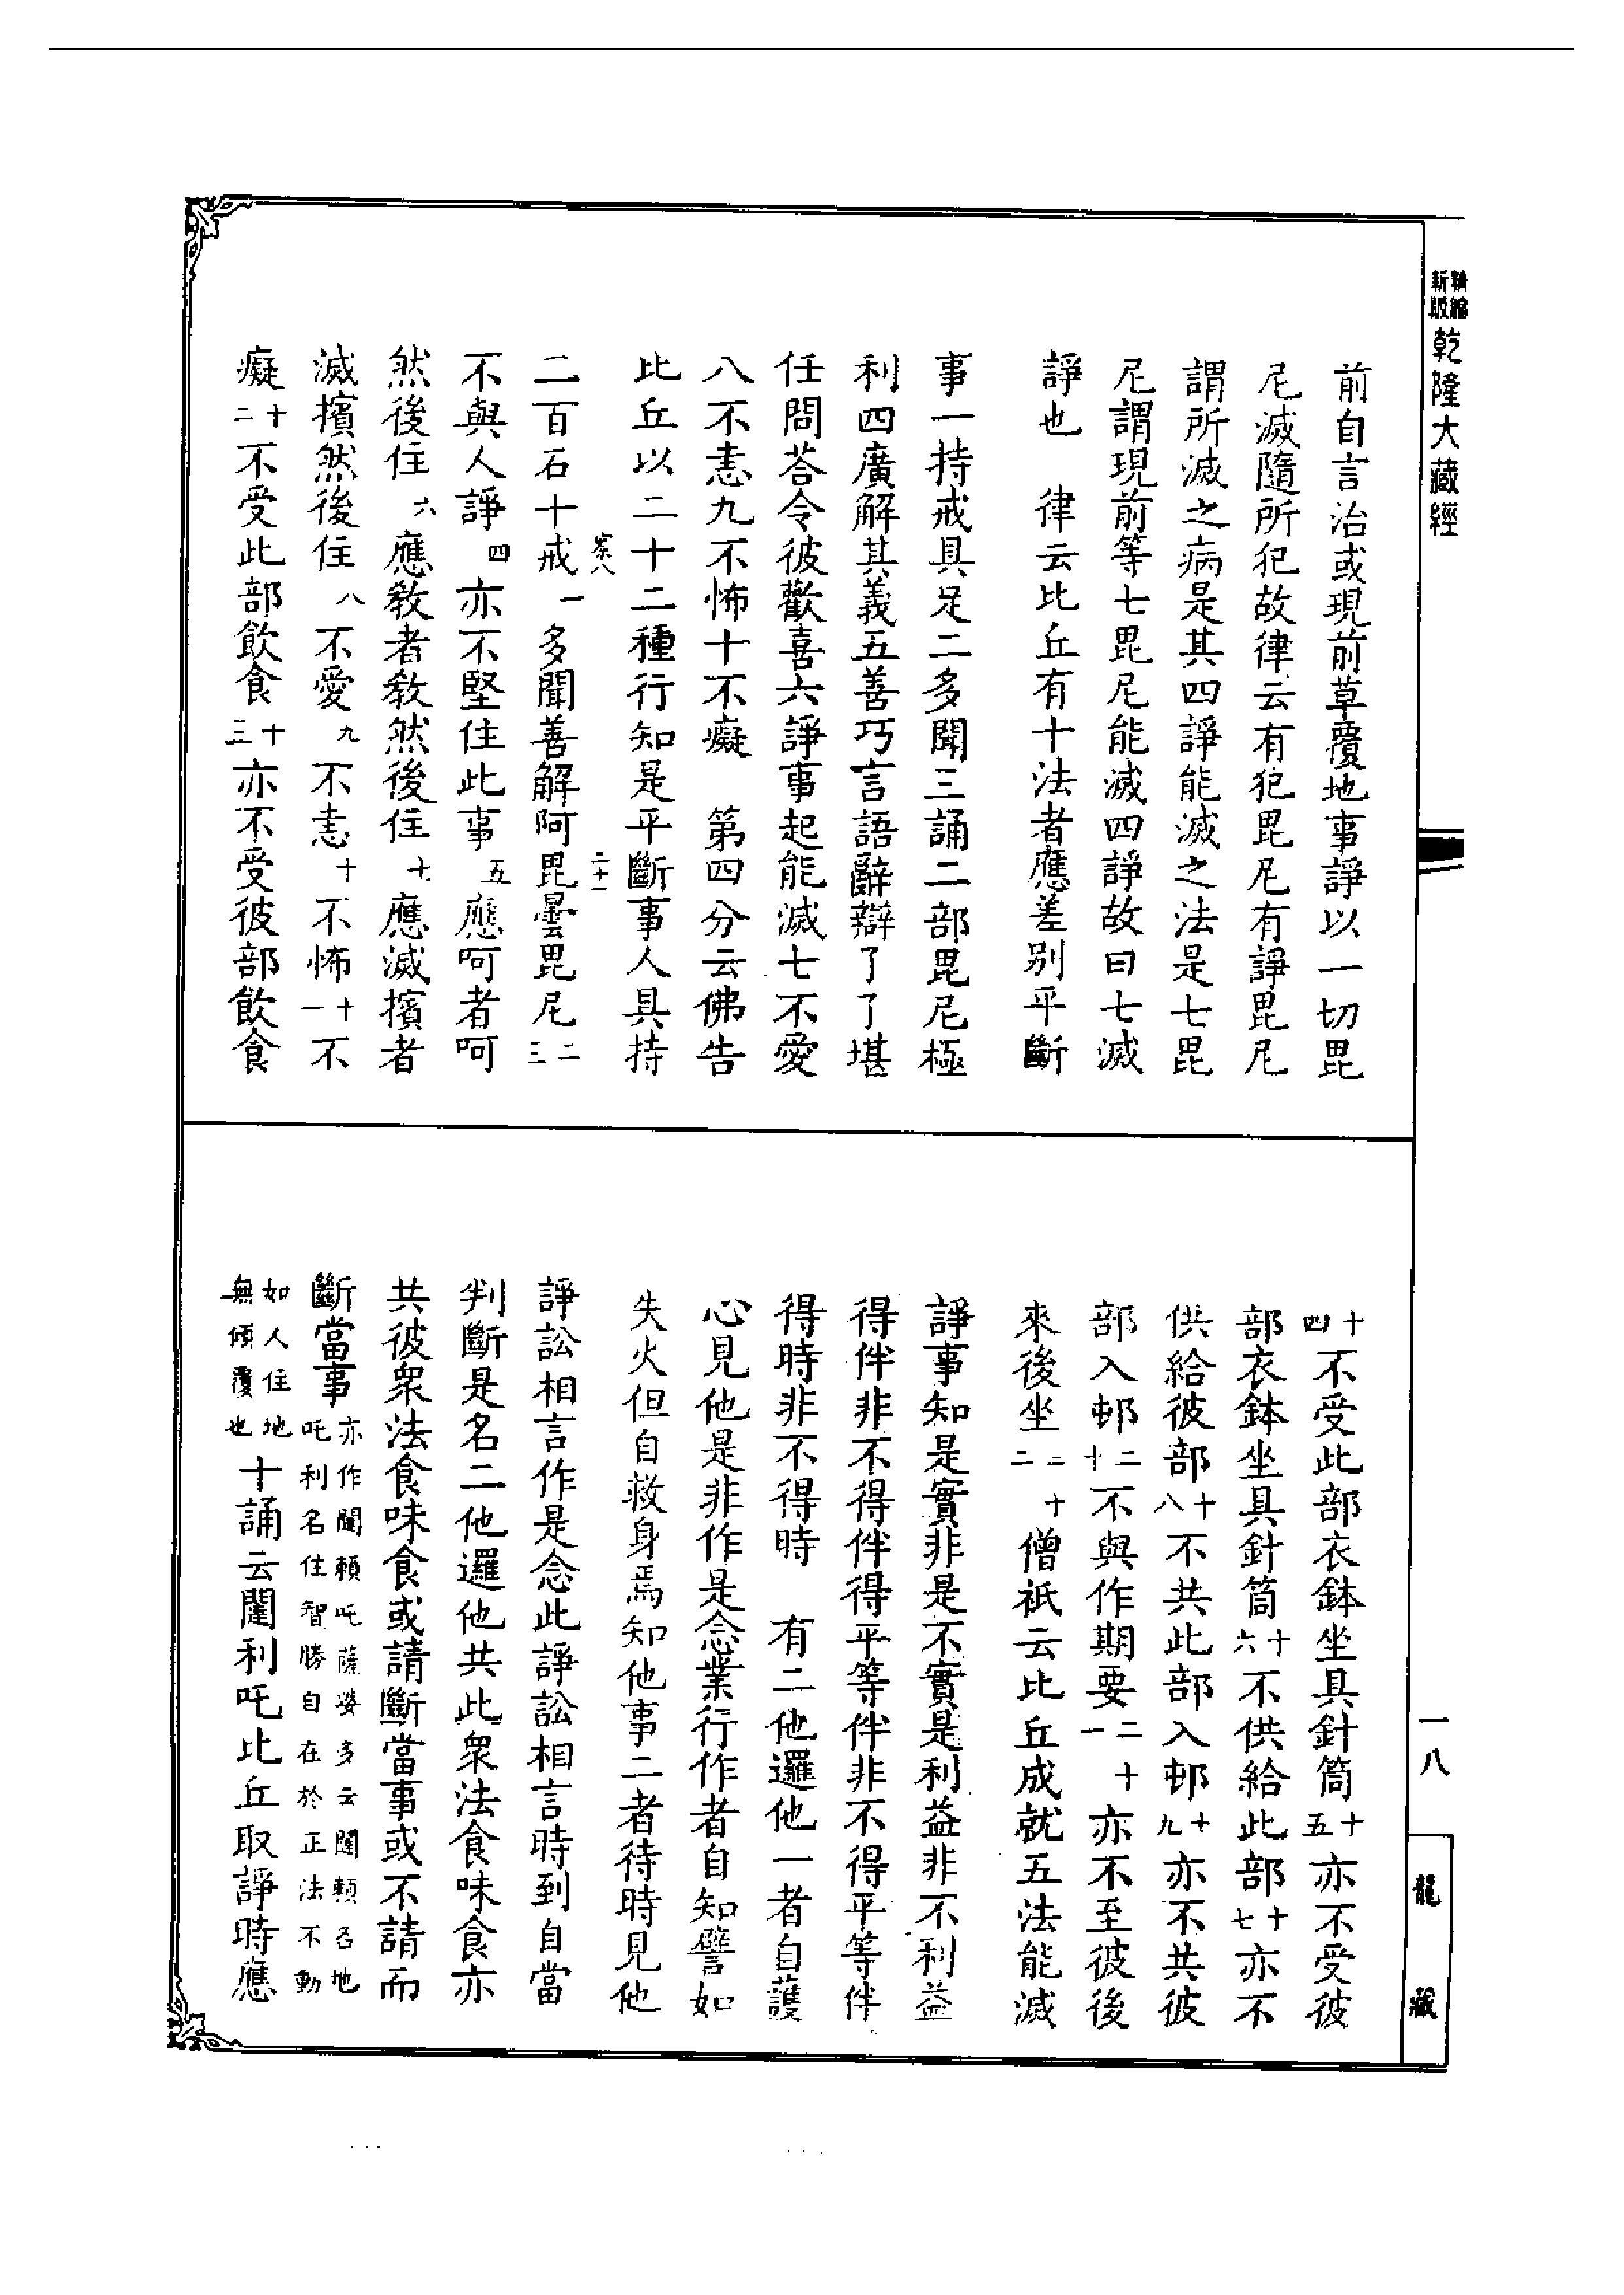 精編新版 乾隆大藏經
前自言治或現前草覆地事諍以一切毘
尼滅隨所犯故律云有犯毘尼有諍毘尼
謂所滅之病是其四諍能滅之法是七毘
尼謂現前等七毘尼能滅四諍故曰七滅
諍也　律云比丘有十法者應差别平斷
事一持戒具足二多聞三誦二部毘尼極
利四廣解其義五善巧言語辭辯了了堪
任問荅令彼歡喜六諍事起能滅七不愛
八不恚九不怖十不癡　第四分云佛告
比丘以二十二種行知是平斷事人具持
二百石十戒一多聞善解阿毘曇毘尼二三
不與人諍四亦不堅住此事五應呵者呵
然後住六應教者教然後住七應滅擯者
滅擯然後住八不愛九不恚十不怖十一不
癡十二不受此部飲食十三亦不受彼部飲食
十四不受此部衣鉢坐具針筒十五亦不受彼
部衣鉢坐具針筒十六不供給此部十七亦不
供給彼部十八不共此部入邨十九亦不共彼
部入邨二十不與作期要二十一亦不至彼後
來後坐二十二僧祇云比丘成就五法能滅
諍事知是實非是不實是利益非不利益
得伴非不得伴得平等伴非不得平等伴
得時非不得時　有二他邏他一者自護
心見他是非作是念業行作者自知譬如
失火但自救身焉知他事二者待時見他
諍訟相言作是念此諍訟相言時到自當
判斷是名二他邏他共此衆法食味食亦
共彼衆法食味食或請斷當事或不請而
斷當事亦作闥賴吒薩婆多云闥賴名地吒利名住智勝自在於正法不動
如人住地無傾覆也十誦云闥利吒比丘取諍時應
一八
龍藏